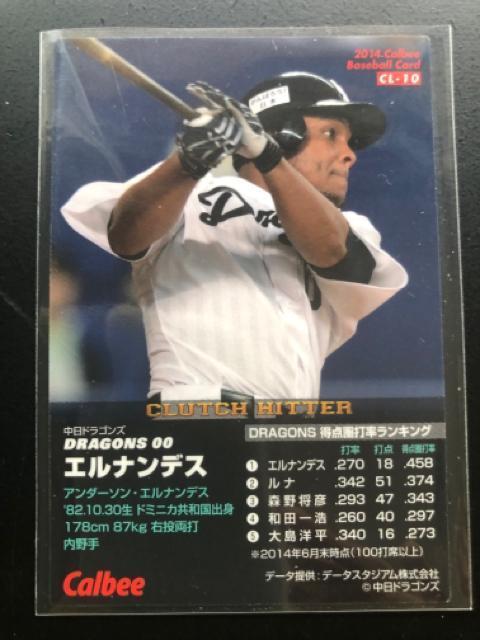 2014 Calbee
Baseball Card
CL-10
がんばろう!
日本
Dra
CLUTCH HITTER
中日ドラゴンズ
DRAGONS 00
エルナンデス
アンダーソン・エルナンデス
'82.10.30生 ドミニカ共和国出身
178cm 87kg 右投両打
内野手
Calbee
DRAGONS 得点圏打率ランキング
打率 打点 得点圏打率
1 エルナンデス .270 18 .458
2 ルナ .342 51 .374
3 森野将彦 .293 47 .343
4 和田一浩 .260 40 .297
5 大島洋平 .340 16 .273
※2014年6月末時点(100打席以上)
データ提供:データスタジアム株式会社
©中日ドラゴンズ